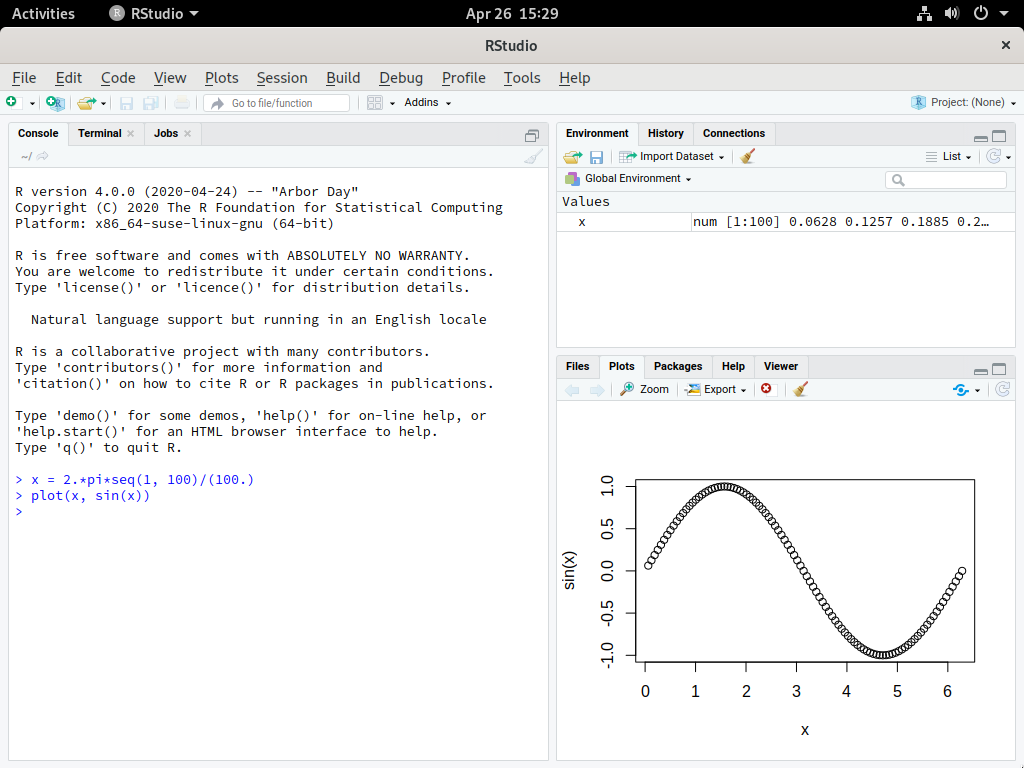 Activities RStudio Apr 26 15:29
RStudio
File Edit Code View Plots Session Build Debug Profile Tools Help
Go to file/function Addins Project: (None)
Console Terminal Jobs
~/
R version 4.0.0 (2020-04-24) -- "Arbor Day"
Copyright (C) 2020 The R Foundation for Statistical Computing
Platform: x86_64-suse-linux-gnu (64-bit)
R is free software and comes with ABSOLUTELY NO WARRANTY.
You are welcome to redistribute it under certain conditions.
Type 'license()' or 'licence()' for distribution details.
Natural language support but running in an English locale
R is a collaborative project with many contributors.
Type 'contributors()' for more information and
'citation()' on how to cite R or R packages in publications.
Type 'demo()' for some demos, 'help()' for on-line help, or
'help.start()' for an HTML browser interface to help.
Type 'q()' to quit R.
> x = 2.*pi*seq(1, 100)/(100.)
> plot(x, sin(x))
>
Environment History Connections
Import Dataset List
Global Environment
Values
x num [1:100] 0.0628 0.1257 0.1885 0.2…
Files Plots Packages Help Viewer
Zoom Export
sin(x)
1.0
0.5
0.0
-0.5
-1.0
0 1 2 3 4 5 6
x